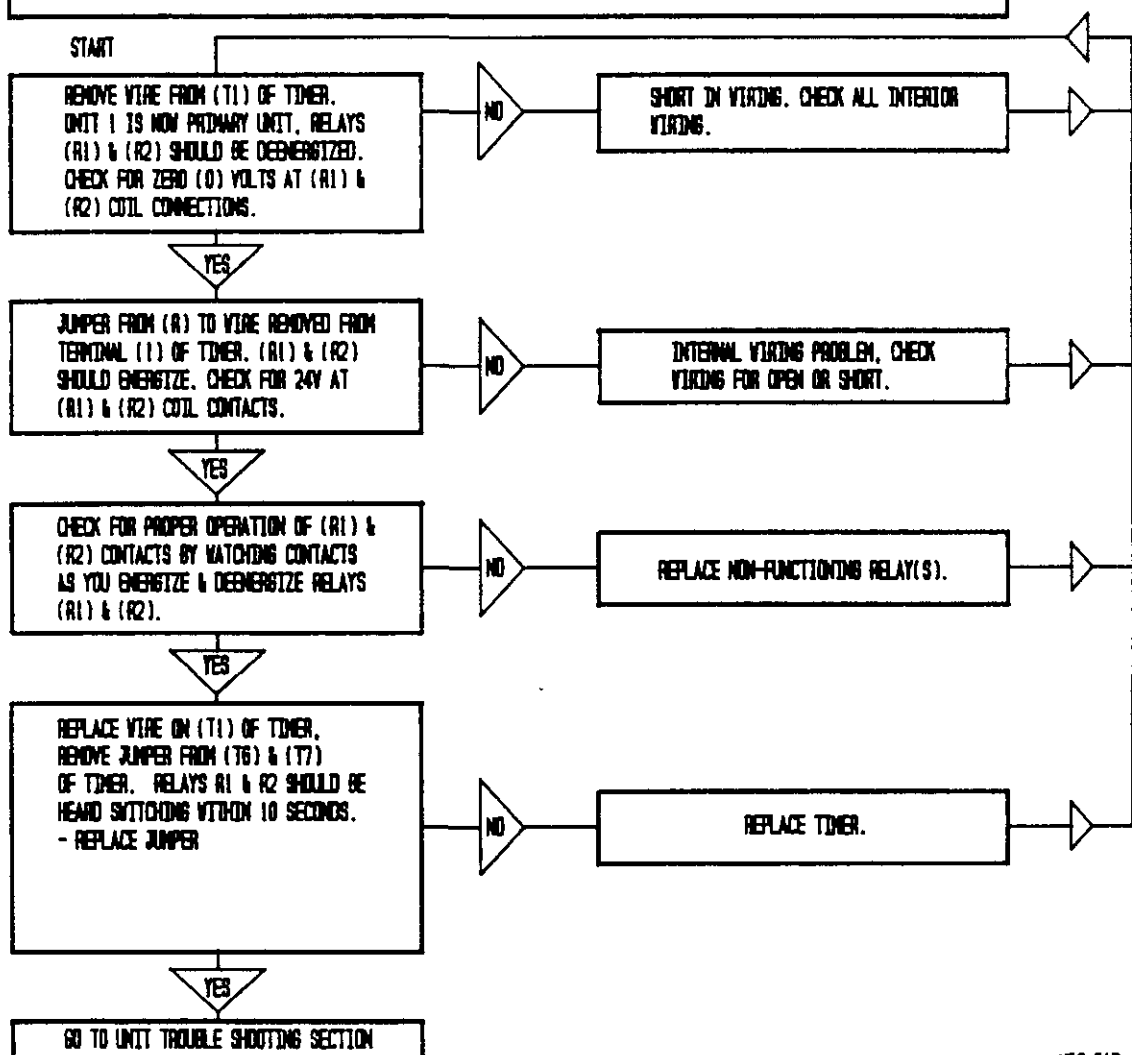 START
REMOVE WIRE FROM (T1) OF TIMER.
UNIT 1 IS NOW PRIMARY UNIT, RELAYS
(R1) & (R2) SHOULD BE DEENERGIZED.
CHECK FOR ZERO (0) VOLTS AT (R1) &
(R2) COIL CONNECTIONS.
NO
SHORT IN WIRING. CHECK ALL INTERIOR
WIRING.
YES
JUMPER FROM (R) TO WIRE REMOVED FROM
TERMINAL (1) OF TIMER. (R1) & (R2)
SHOULD ENERGIZE. CHECK FOR 24V AT
(R1) & (R2) COIL CONTACTS.
NO
INTERNAL WIRING PROBLEM, CHECK
WIRING FOR OPEN OR SHORT.
YES
CHECK FOR PROPER OPERATION OF (R1) &
(R2) CONTACTS BY WATCHING CONTACTS
AS YOU ENERGIZE & DEENERGIZE RELAYS
(R1) & (R2).
NO
REPLACE NON-FUNCTIONING RELAY(S).
YES
REPLACE WIRE ON (T1) OF TIMER,
REMOVE JUMPER FROM (T6) & (T7)
OF TIMER. RELAYS R1 & R2 SHOULD BE
HEARD SWITCHING WITHIN 10 SECONDS.
- REPLACE JUMPER
NO
REPLACE TIMER.
YES
GO TO UNIT TROUBLE SHOOTING SECTION